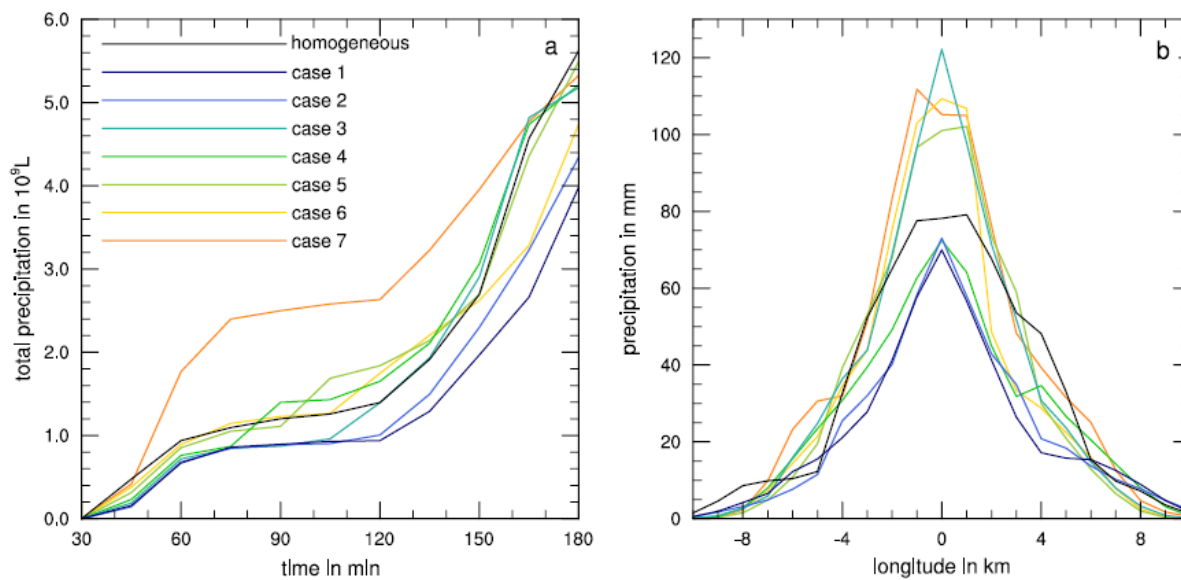 6.0
5.0
4.0
3.0
2.0
1.0
0.0
total precipitation in 10⁹L
a
homogeneous
case 1
case 2
case 3
case 4
case 5
case 6
case 7
30 60 90 120 150 180
time in min
120
100
80
60
40
20
0
precipitation in mm
b
-8 -4 0 4 8
longitude in km